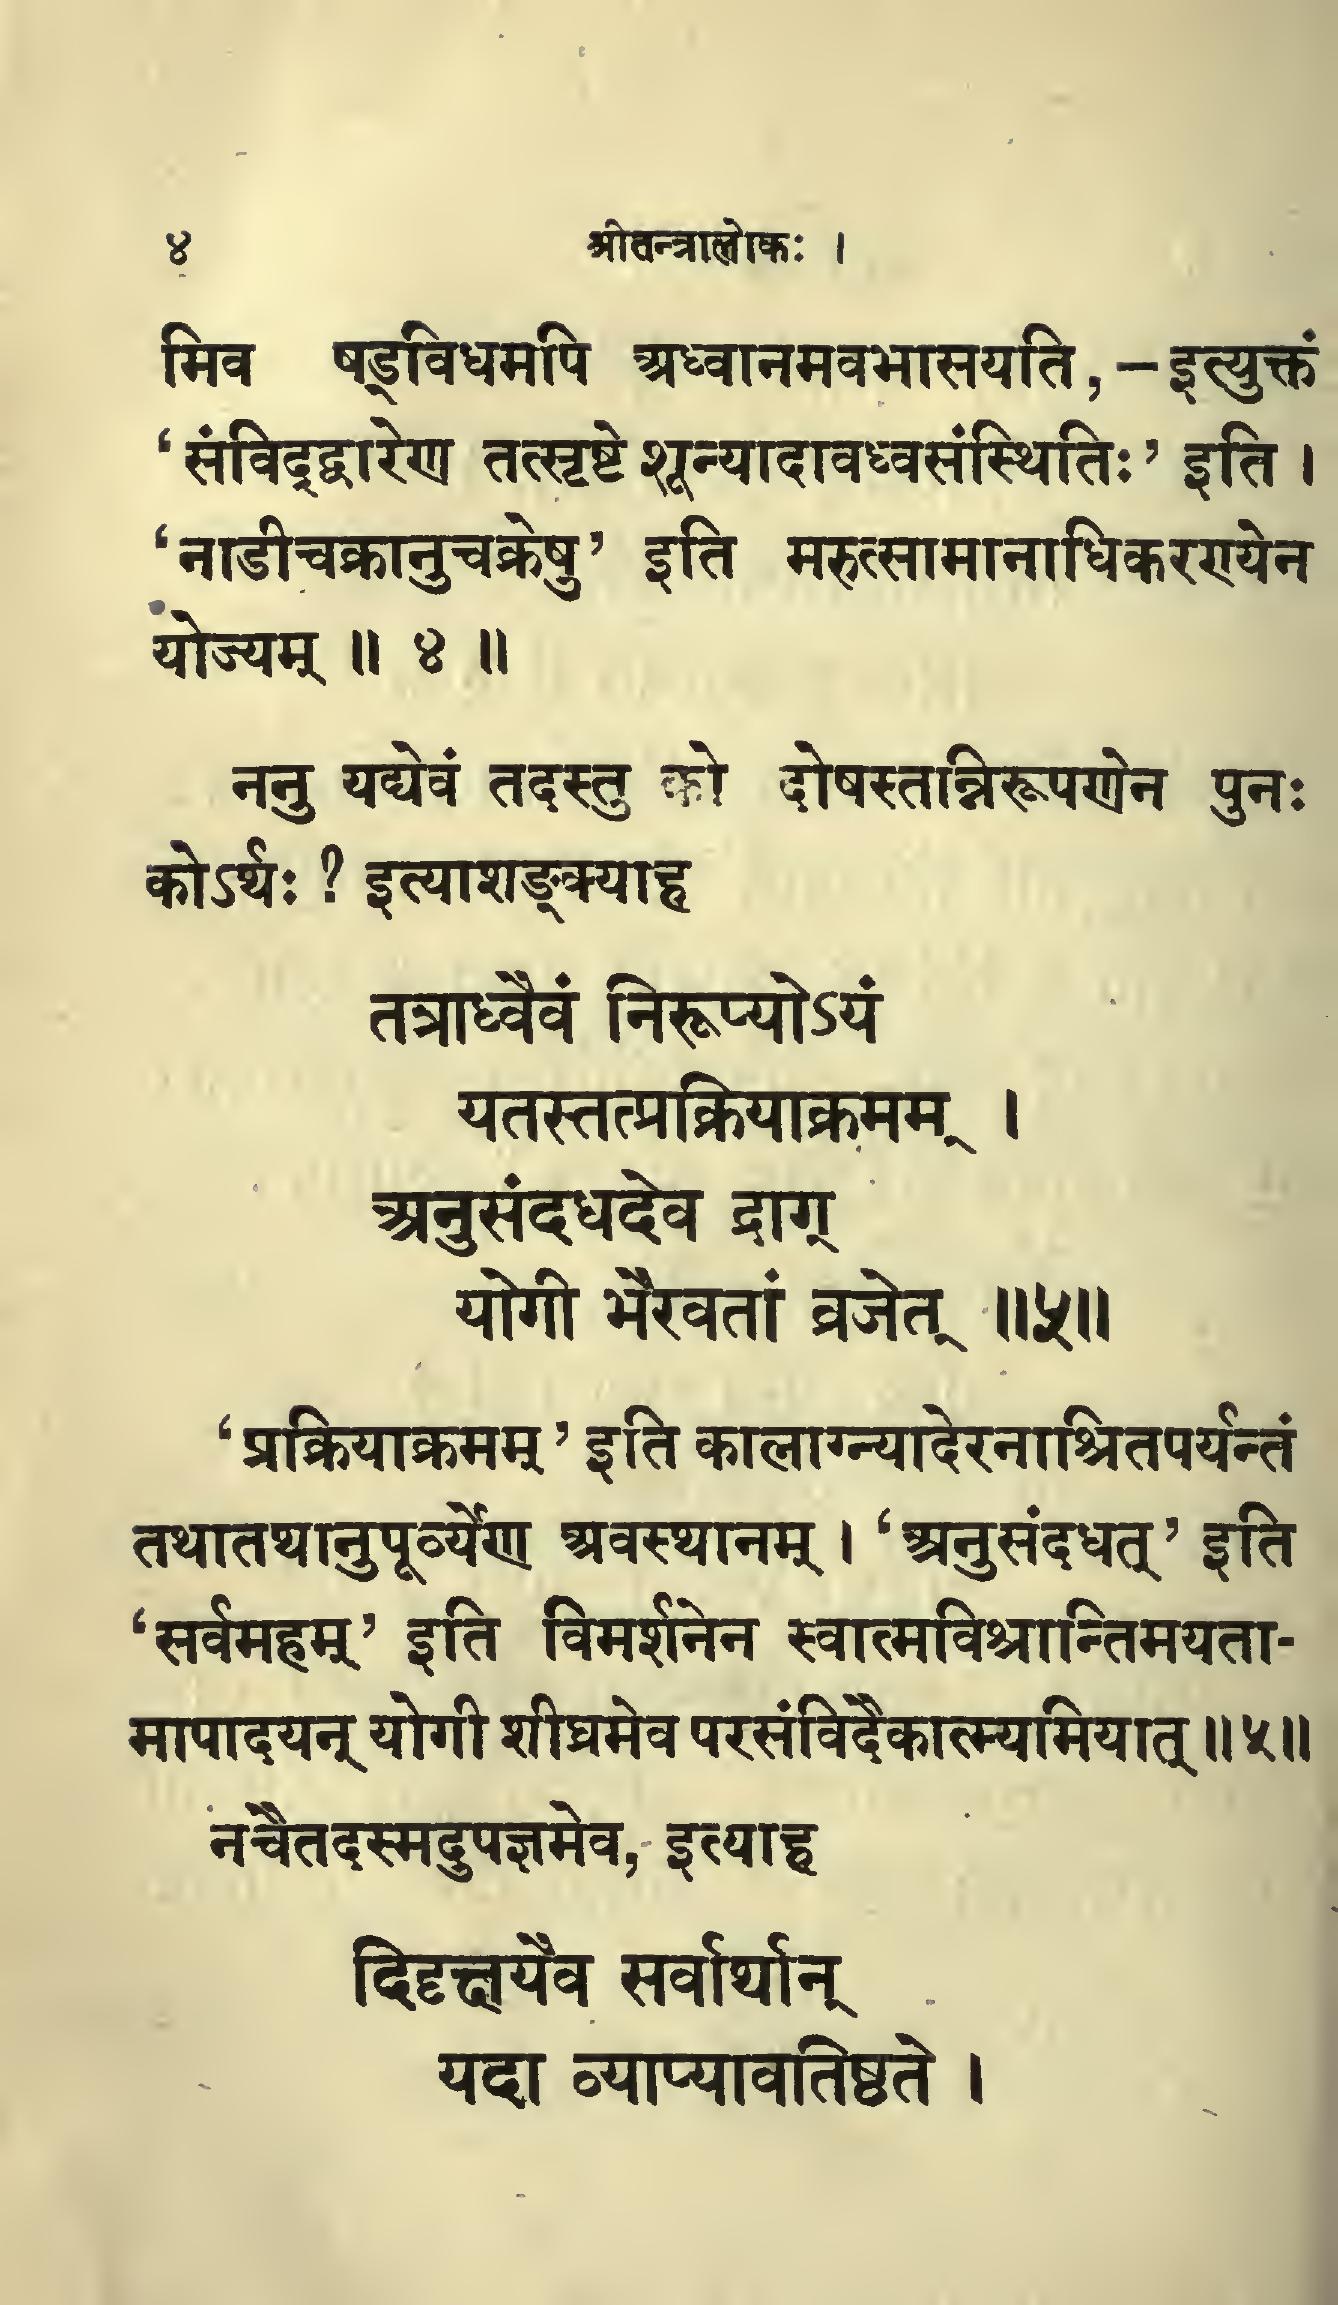 ४ श्रीतन्त्रालोकः ।
मिव षड्विधमपि अध्वानमवभासयति,—इत्युक्तं
‘संविद्द्वारेण तत्सृष्टे शून्यादावध्वसंस्थितिः’ इति ।
‘नाडीचक्रानुचक्रेषु’ इति मरुत्सामानाधिकरण्येन
योज्यम् ॥ ४ ॥
ननु यद्येवं तदस्तु को दोषस्तान्निरूपणेन पुनः
कोऽर्थः ? इत्याशङ्क्याह
तत्राध्वैवं निरूप्योऽयं
यतस्तत्प्रक्रियाक्रमम् ।
अनुसंदधदेव द्राग्
योगी भैरवतां व्रजेत् ॥५॥
‘प्रक्रियाक्रमम्’ इति कालाग्न्यादेरनाश्रितपर्यन्तं
तथातथानुपूर्व्येण अवस्थानम् । ‘अनुसंदधत्’ इति
‘सर्वमहम्’ इति विमर्शनेन स्वात्मविश्रान्तिमयता-
मापादयन् योगी शीघ्रमेव परसंविदैकात्म्यमियात् ॥५॥
नचैतदस्मदुपज्ञमेव,- इत्याह
दिदृक्षयैव सर्वार्थान्
यदा व्याप्यावतिष्ठते ।